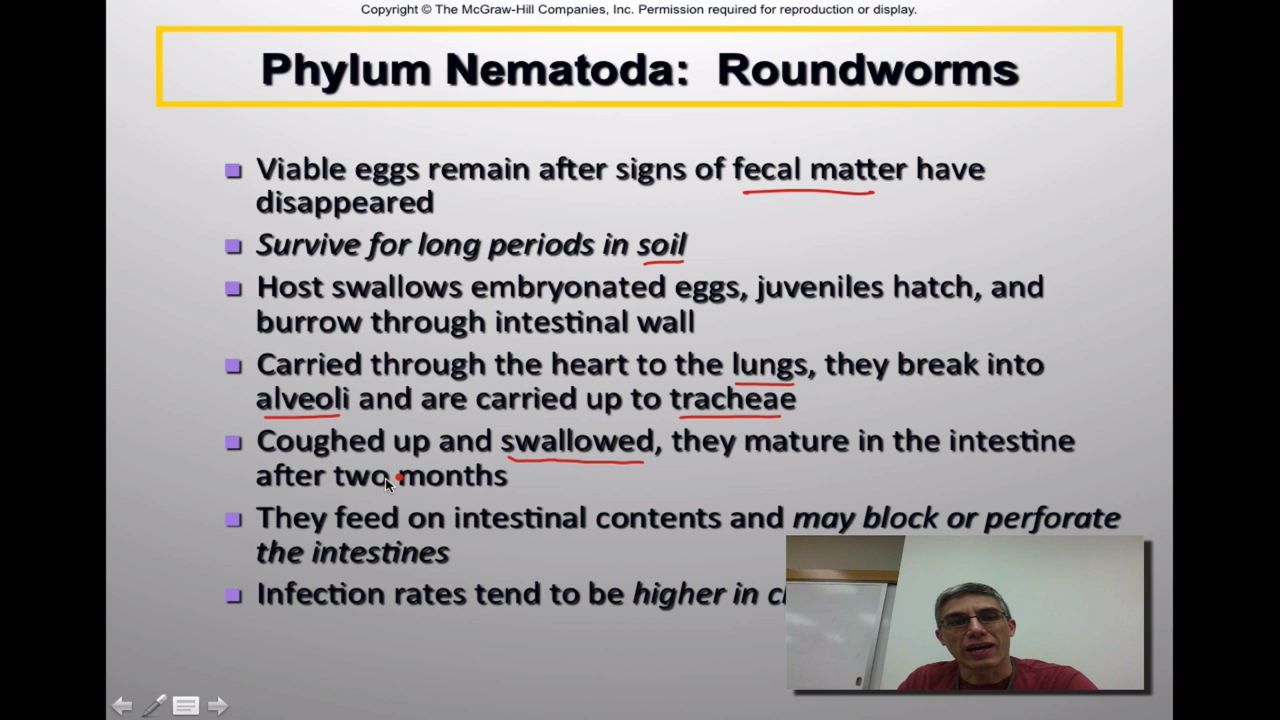 Copyright © The McGraw-Hill Companies, Inc. Permission required for reproduction or display.
Phylum Nematoda: Roundworms
Viable eggs remain after signs of fecal matter have
disappeared
Survive for long periods in soil
Host swallows embryonated eggs, juveniles hatch, and
burrow through intestinal wall
Carried through the heart to the lungs, they break into
alveoli and are carried up to tracheae
Coughed up and swallowed, they mature in the intestine
after two months
They feed on intestinal contents and may block or perforate
the intestines
Infection rates tend to be higher in